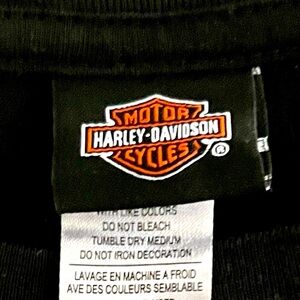 MOTOR
HARLEY-DAVIDSON
CYCLES
®
WITH LIKE COLORS
DO NOT BLEACH
TUMBLE DRY MEDIUM
DO NOT IRON DECORATION
LAVAGE EN MACHINE A FROID
AVE DES COULEURS SEMBLABLE